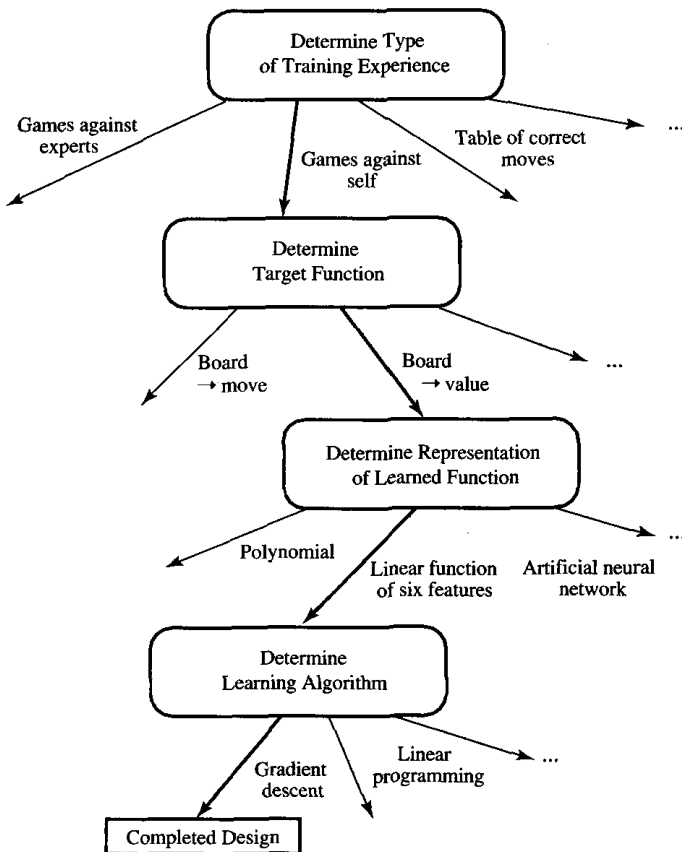 Determine Type
of Training Experience
Games against
experts
Games against
self
Table of correct
moves
...
Determine
Target Function
Board
→ move
Board
→ value
...
Determine Representation
of Learned Function
Polynomial
Linear function
of six features
Artificial neural
network
...
Determine
Learning Algorithm
Gradient
descent
Linear
programming
...
Completed Design